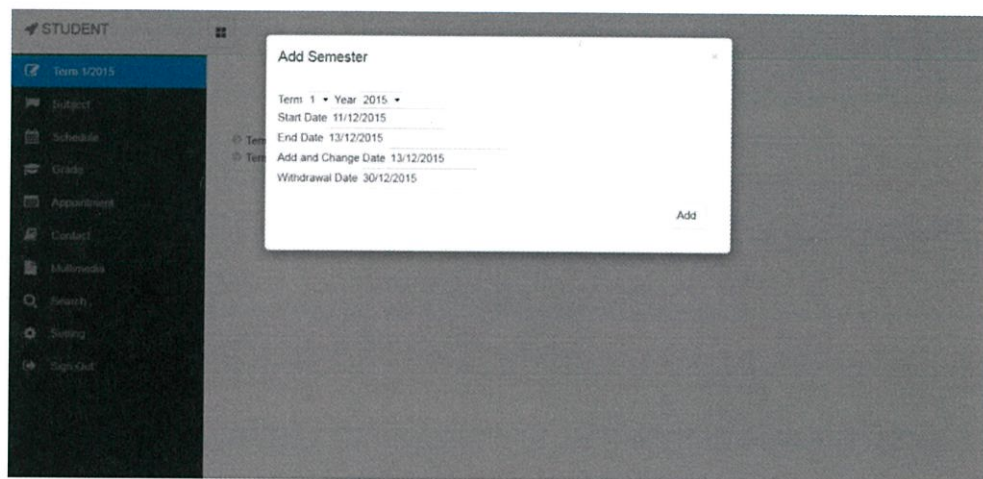 STUDENT
Term 1/2015
Subject
Schedule
Grade
Appointment
Contact
Multimedia
Search
Setting
Sign Out
Term
Term
Add Semester
×
Term 1 Year 2015
Start Date 11/12/2015
End Date 13/12/2015
Add and Change Date 13/12/2015
Withdrawal Date 30/12/2015
Add